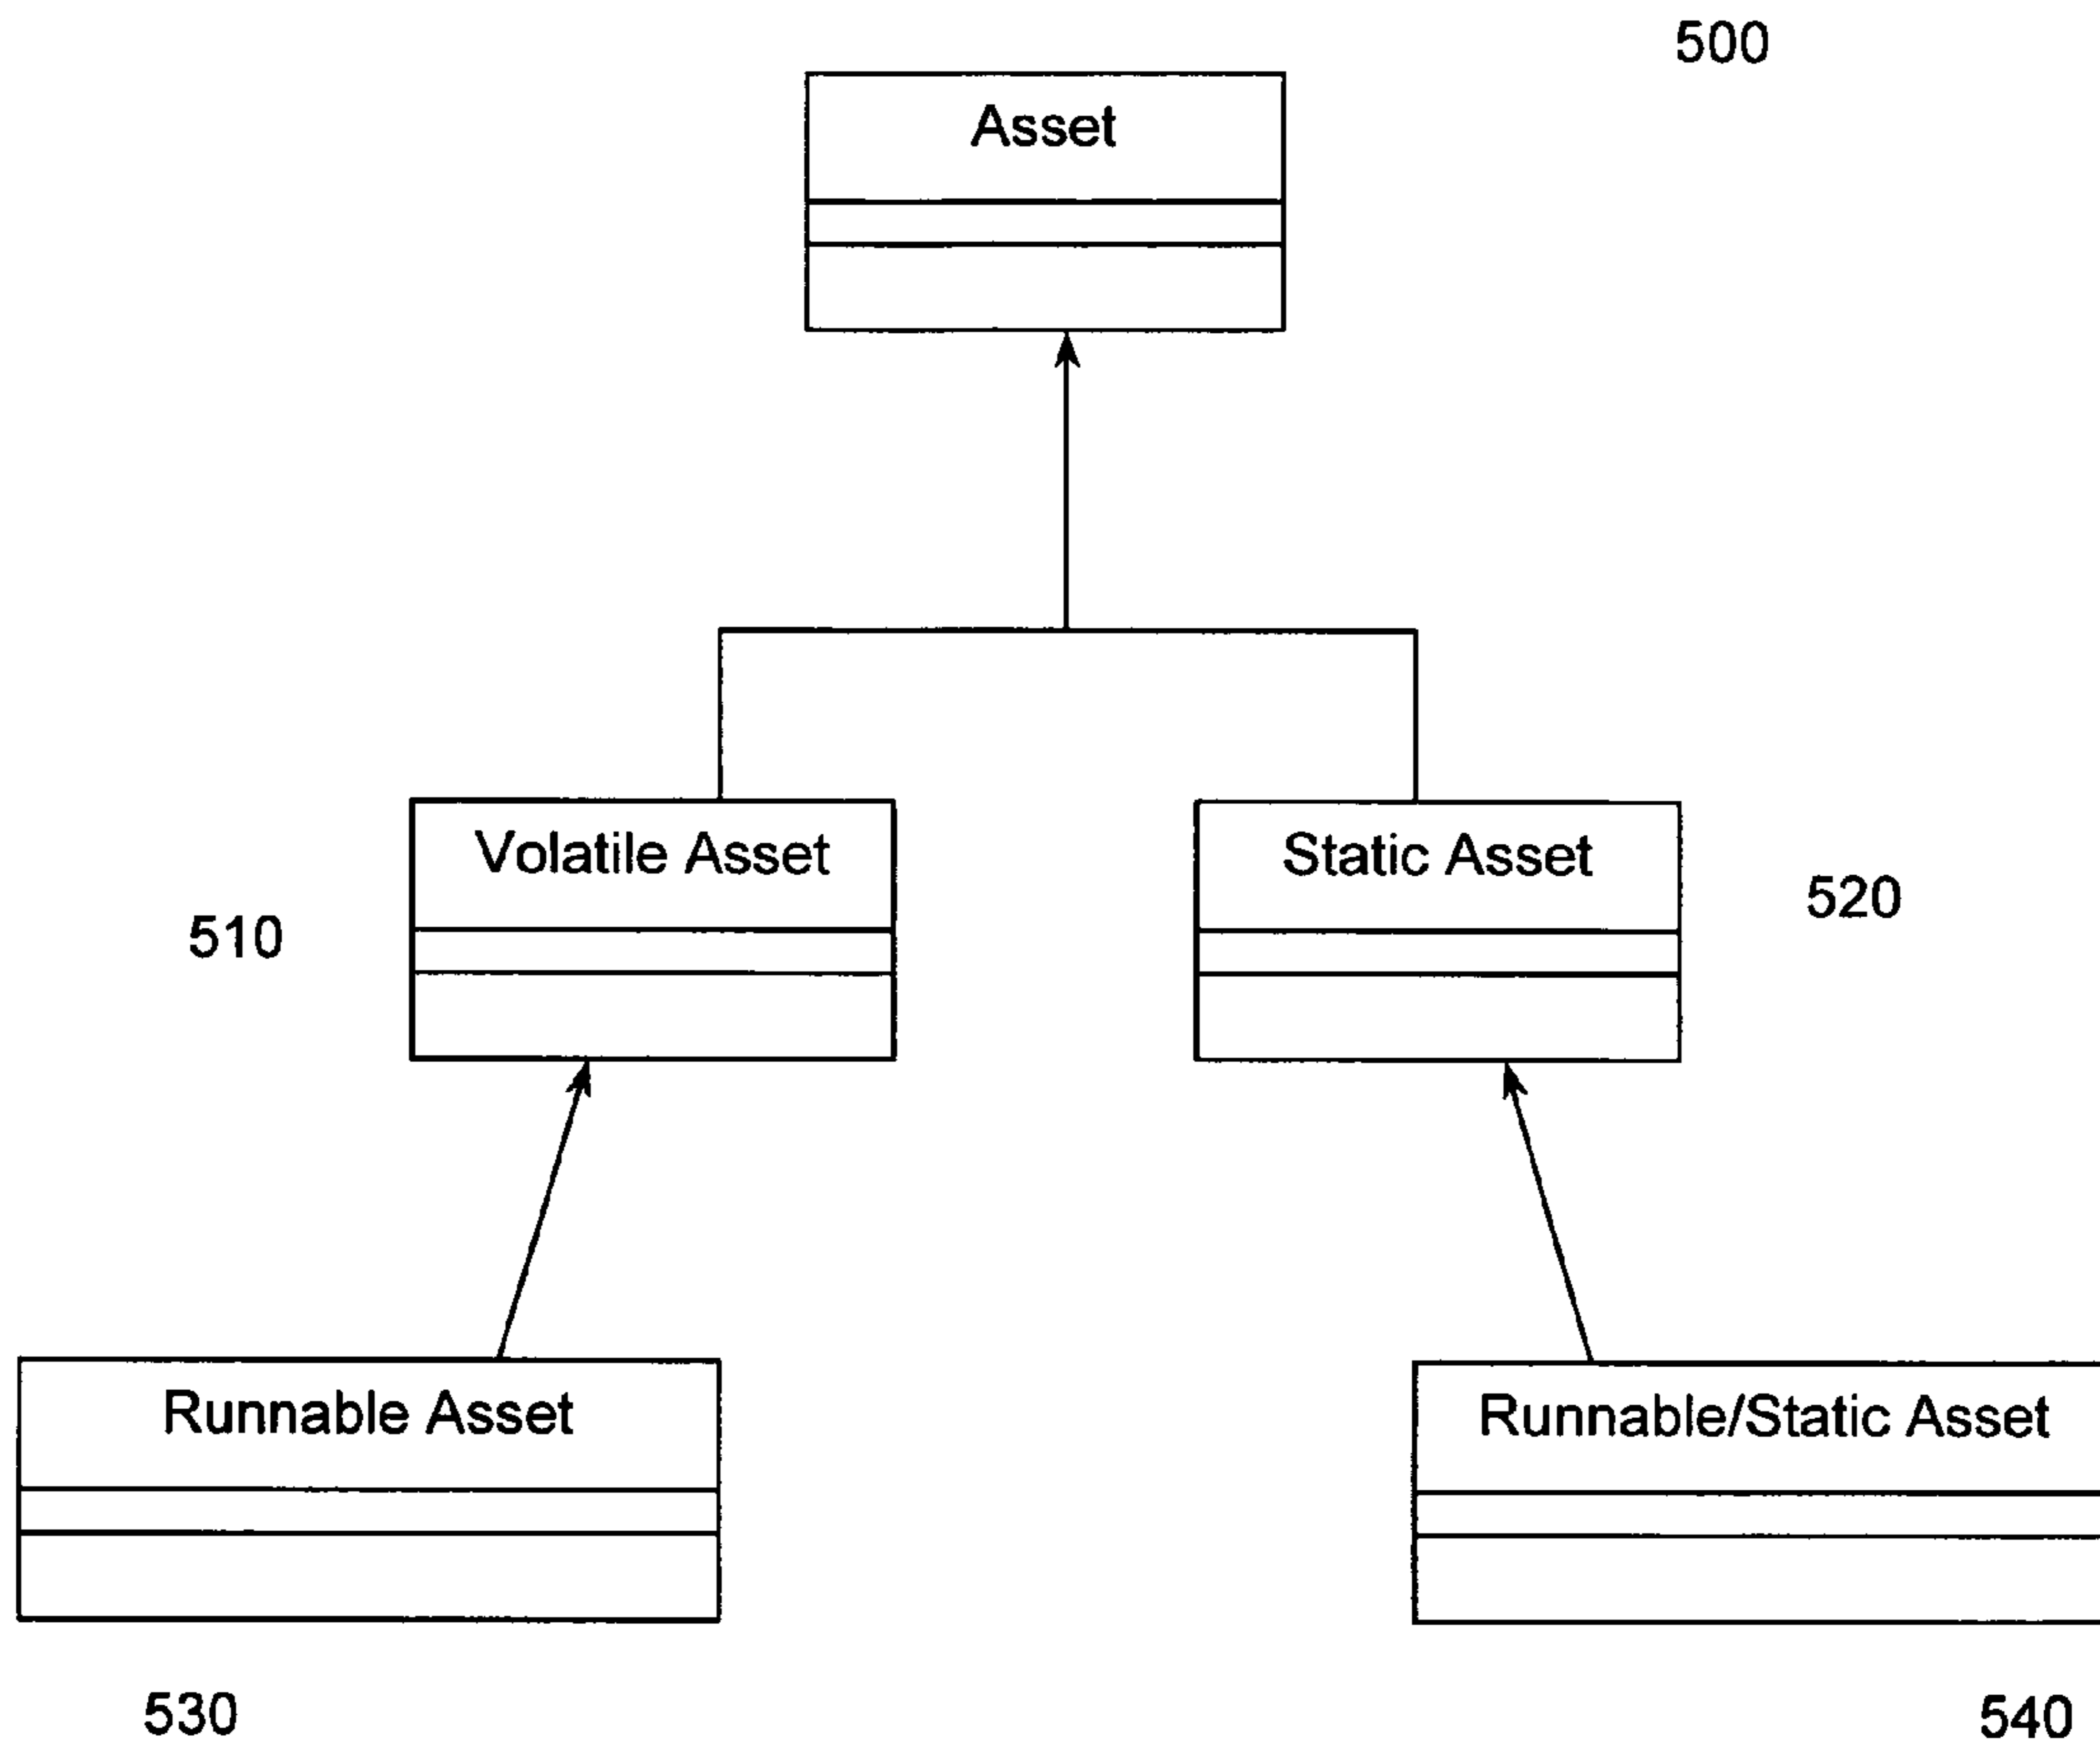 500
Asset
Volatile Asset
Static Asset
510
520
Runnable Asset
Runnable/Static Asset
530
540